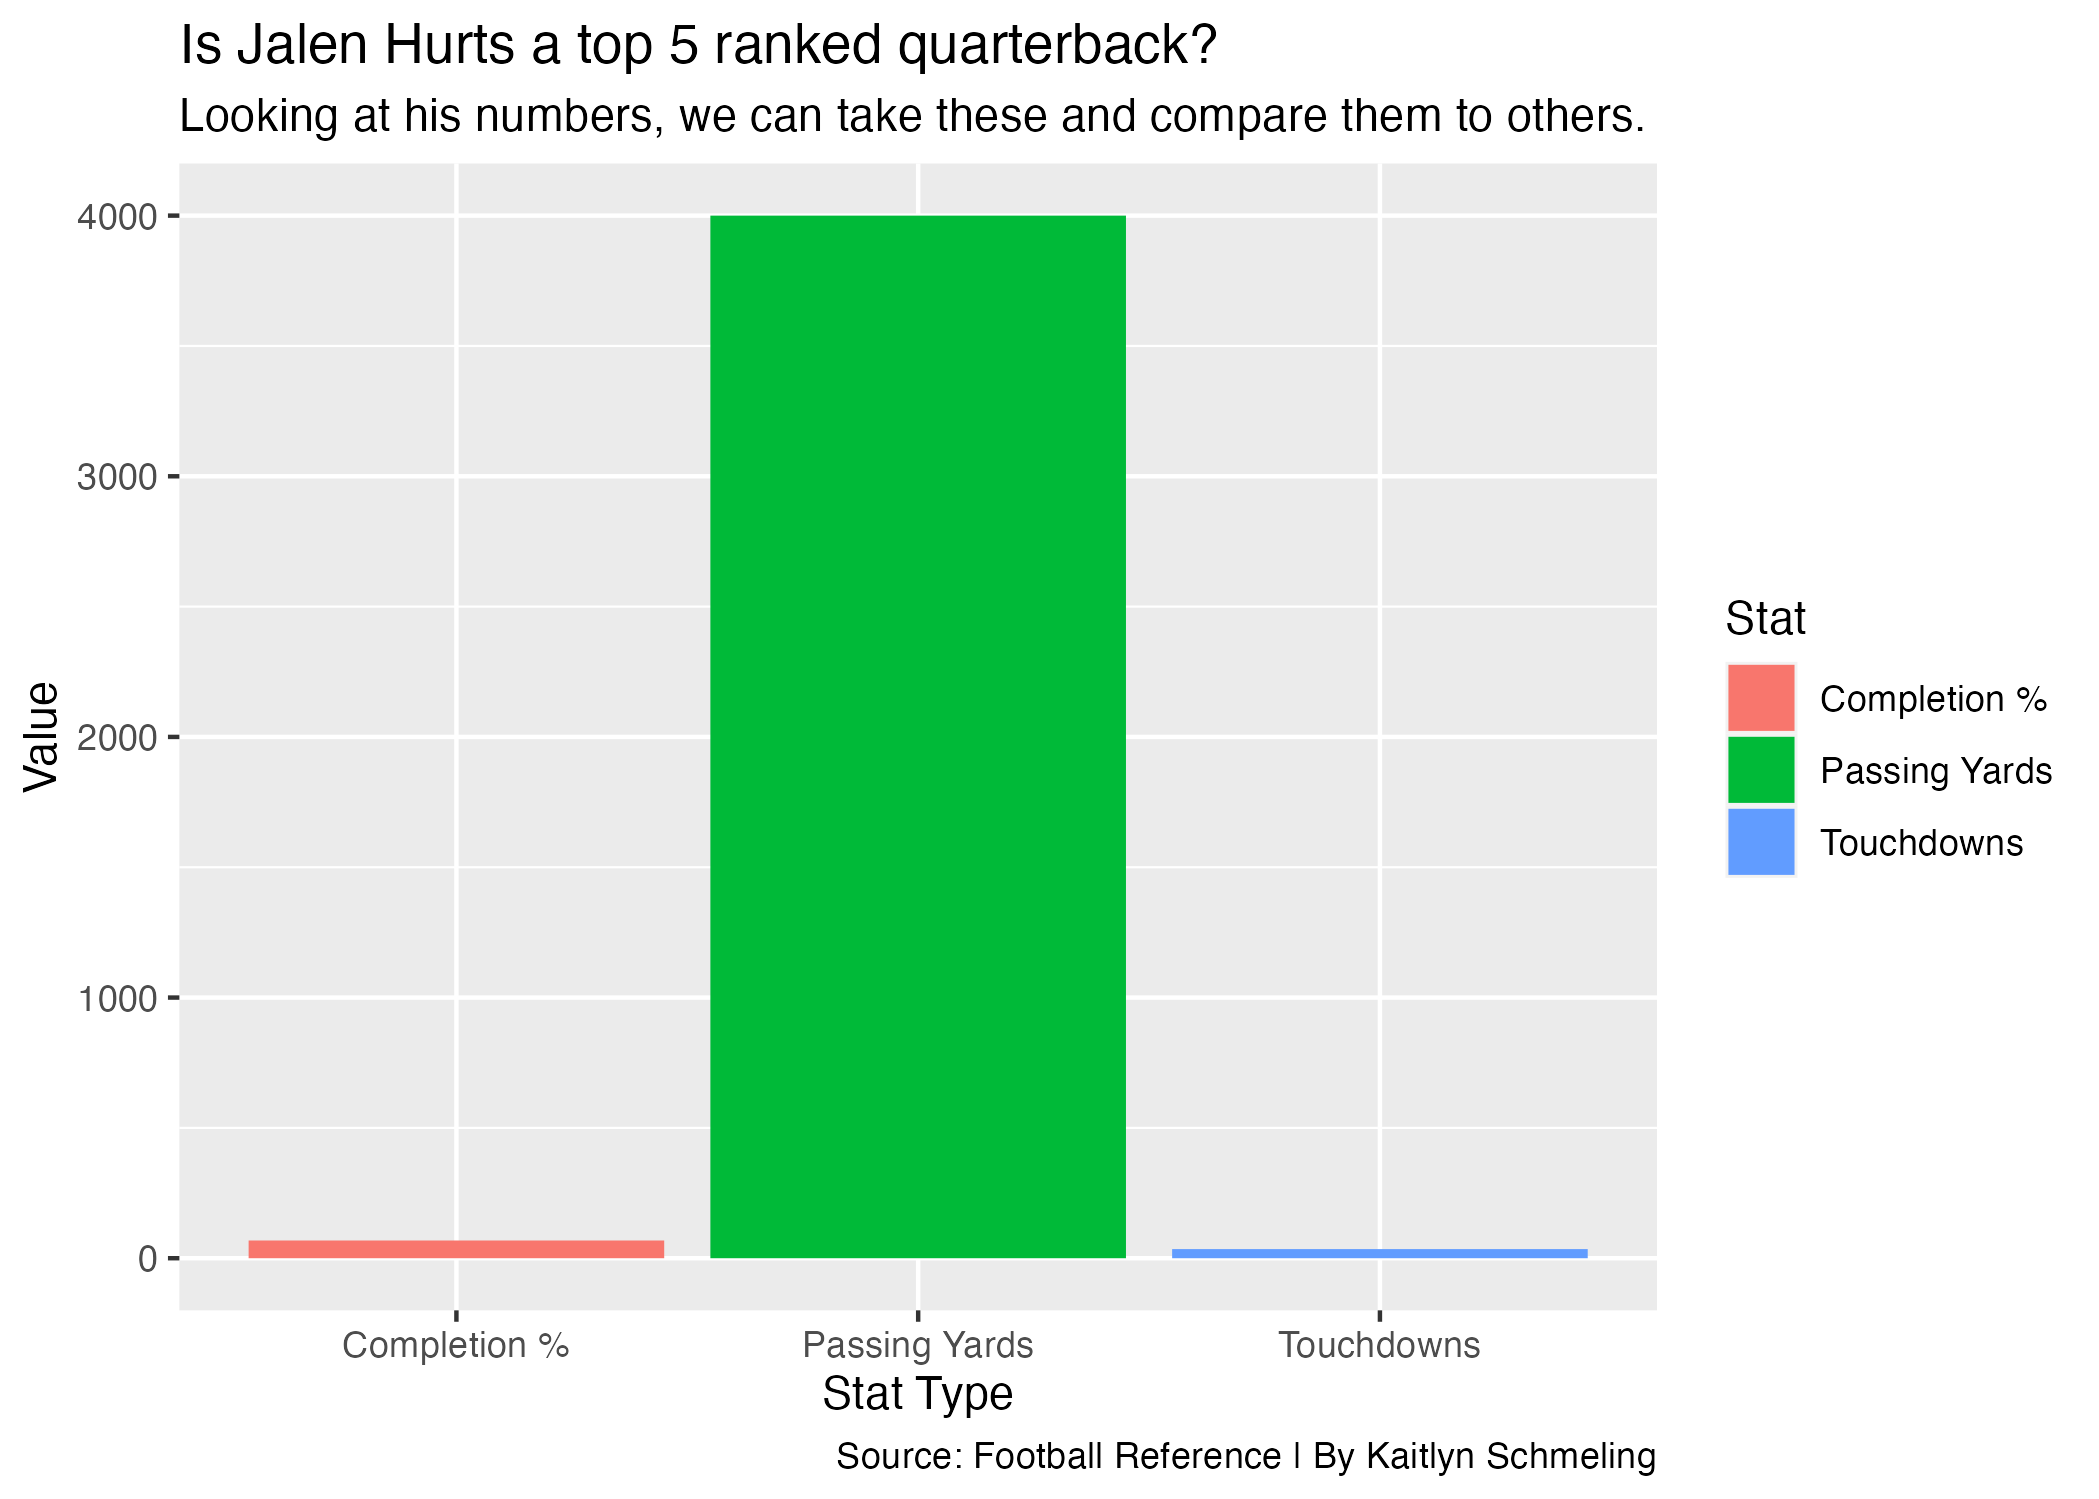 Is Jalen Hurts a top 5 ranked quarterback?
Looking at his numbers, we can take these and compare them to others.
4000
3000
2000
1000
0
Value
Completion %
Passing Yards
Touchdowns
Stat Type
Stat
Completion %
Passing Yards
Touchdowns
Source: Football Reference | By Kaitlyn Schmeling